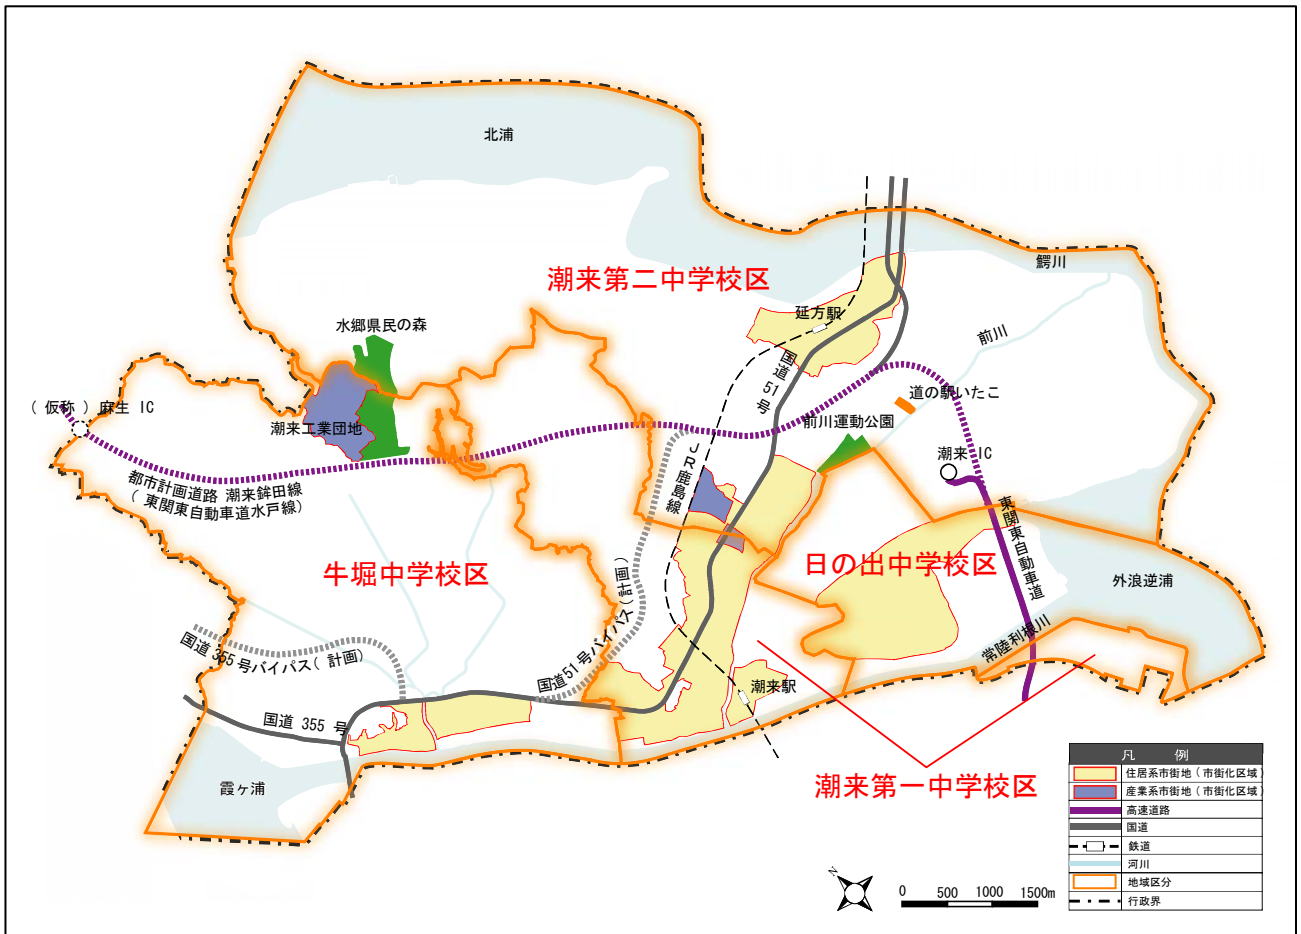 北浦
鰐川
潮来第二中学校区
延方駅
水郷県民の森
前川
国道51号
道の駅いたこ
（仮称）麻生 IC
潮来工業団地
前川運動公園
JR鹿島線
潮来 IC
都市計画道路 潮来鉾田線
（東関東自動車道水戸線）
東関東自動車道
牛堀中学校区
日の出中学校区
外浪逆浦
国道51号バイパス（計画）
国道355号バイパス（計画）
常陸利根川
潮来駅
国道 355 号
霞ヶ浦
潮来第一中学校区
凡 例
住居系市街地（市街化区域）
産業系市街地（市街化区域）
高速道路
国道
鉄道
河川
地域区分
行政界
N
0 500 1000 1500m